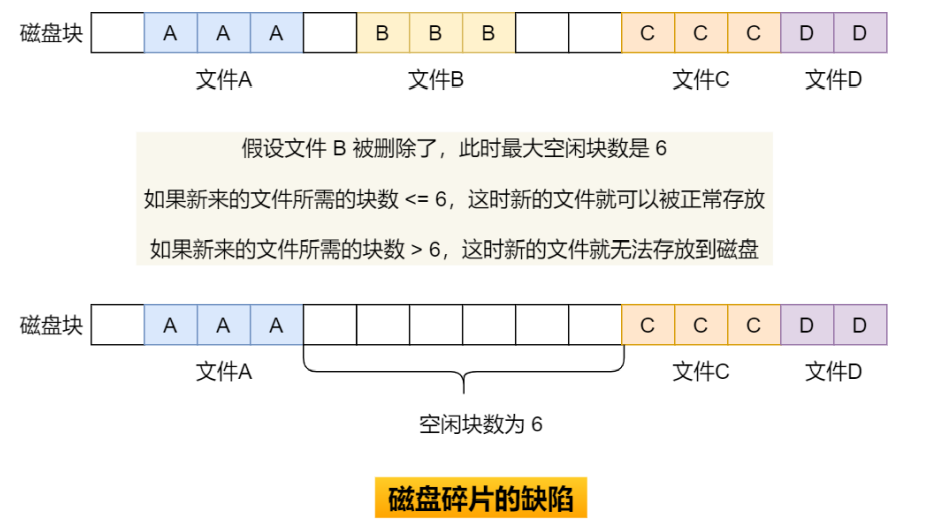 磁盘块 A A A B B B C C C D D
文件A 文件B 文件C 文件D
假设文件 B 被删除了，此时最大空闲块数是 6
如果新来的文件所需的块数 <= 6，这时新的文件就可以被正常存放
如果新来的文件所需的块数 > 6，这时新的文件就无法存放到磁盘
磁盘块 A A A C C C D D
文件A 文件C 文件D
空闲块数为 6
磁盘碎片的缺陷